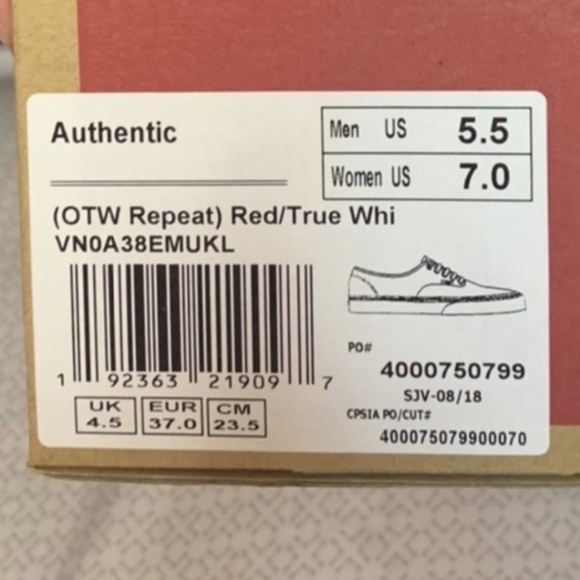 Authentic
Men US 5.5
Women US 7.0
(OTW Repeat) Red/True Whi
VN0A38EMUKL
1 92363 21909 7
UK 4.5
EUR 37.0
CM 23.5
PO#
4000750799
SJV-08/18
CPSIA PO/CUT#
400075079900070